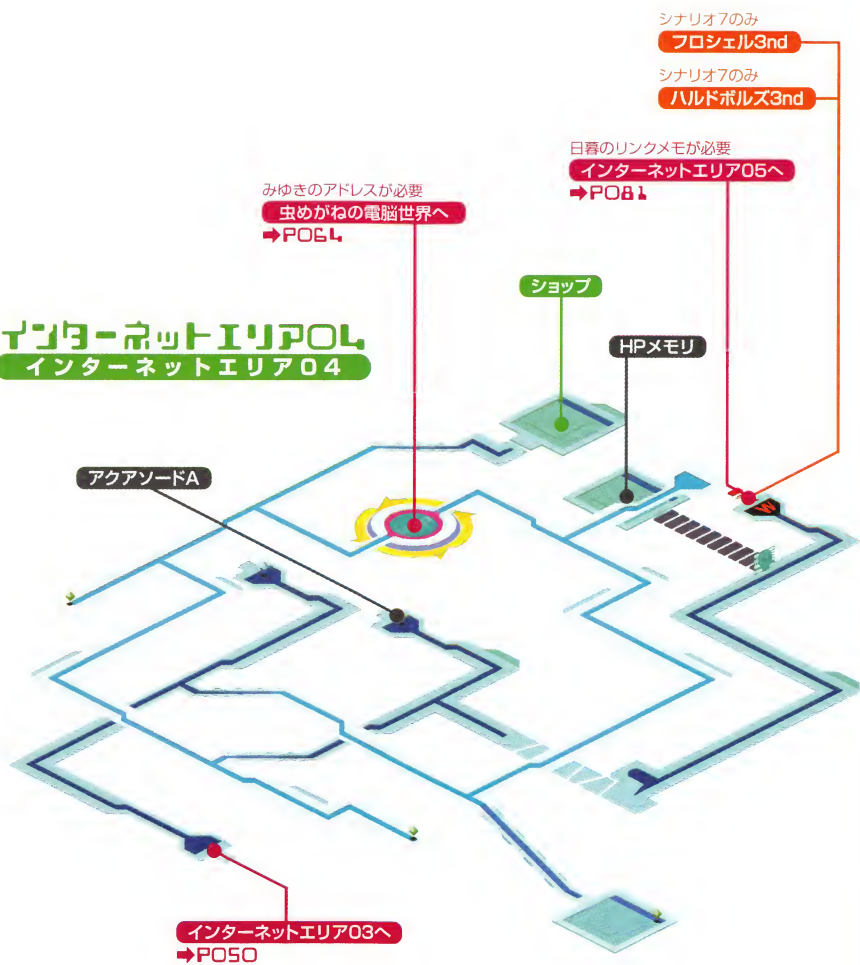 シナリオ7のみ
フロシェル3nd
シナリオ7のみ
ハルドボルズ3nd
日暮のリンクメモが必要
インターネットエリア05へ
➡P081
みゆきのアドレスが必要
虫めがねの電脳世界へ
➡P064
ショップ
インターネットエリア04
インターネットエリア04
HPメモリ
アクアソードA
W
インターネットエリア03へ
➡P050